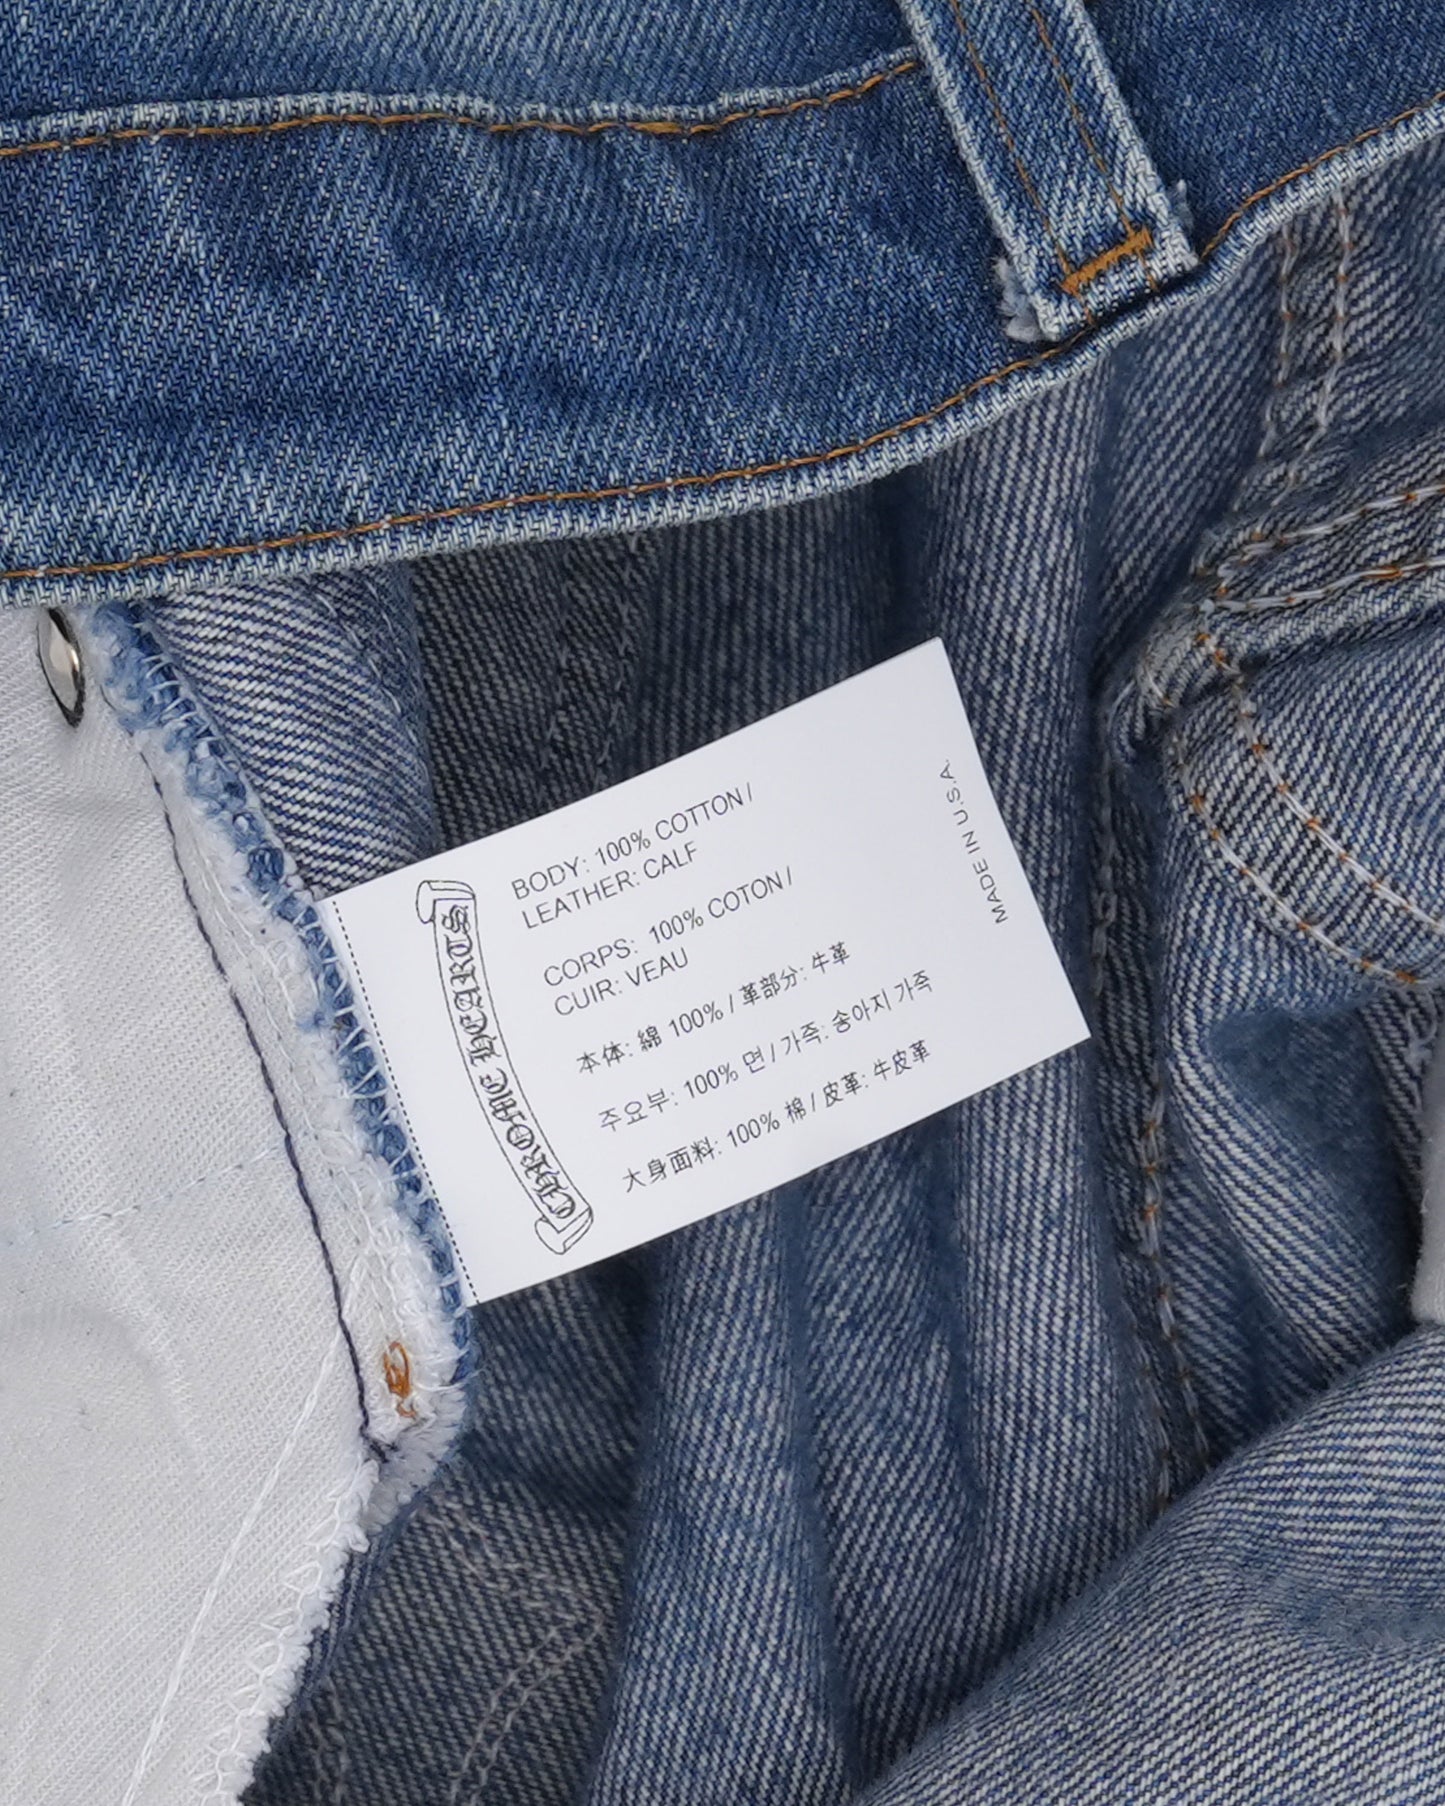 CHROME HEARTS
BODY: 100% COTTON /
LEATHER: CALF
CORPS: 100% COTON /
CUIR: VEAU
本体: 綿 100% / 革部分: 牛革
주요부: 100% 면 / 가죽: 송아지 가죽
大身面料: 100% 棉 / 皮革: 牛皮革
MADE IN U.S.A.